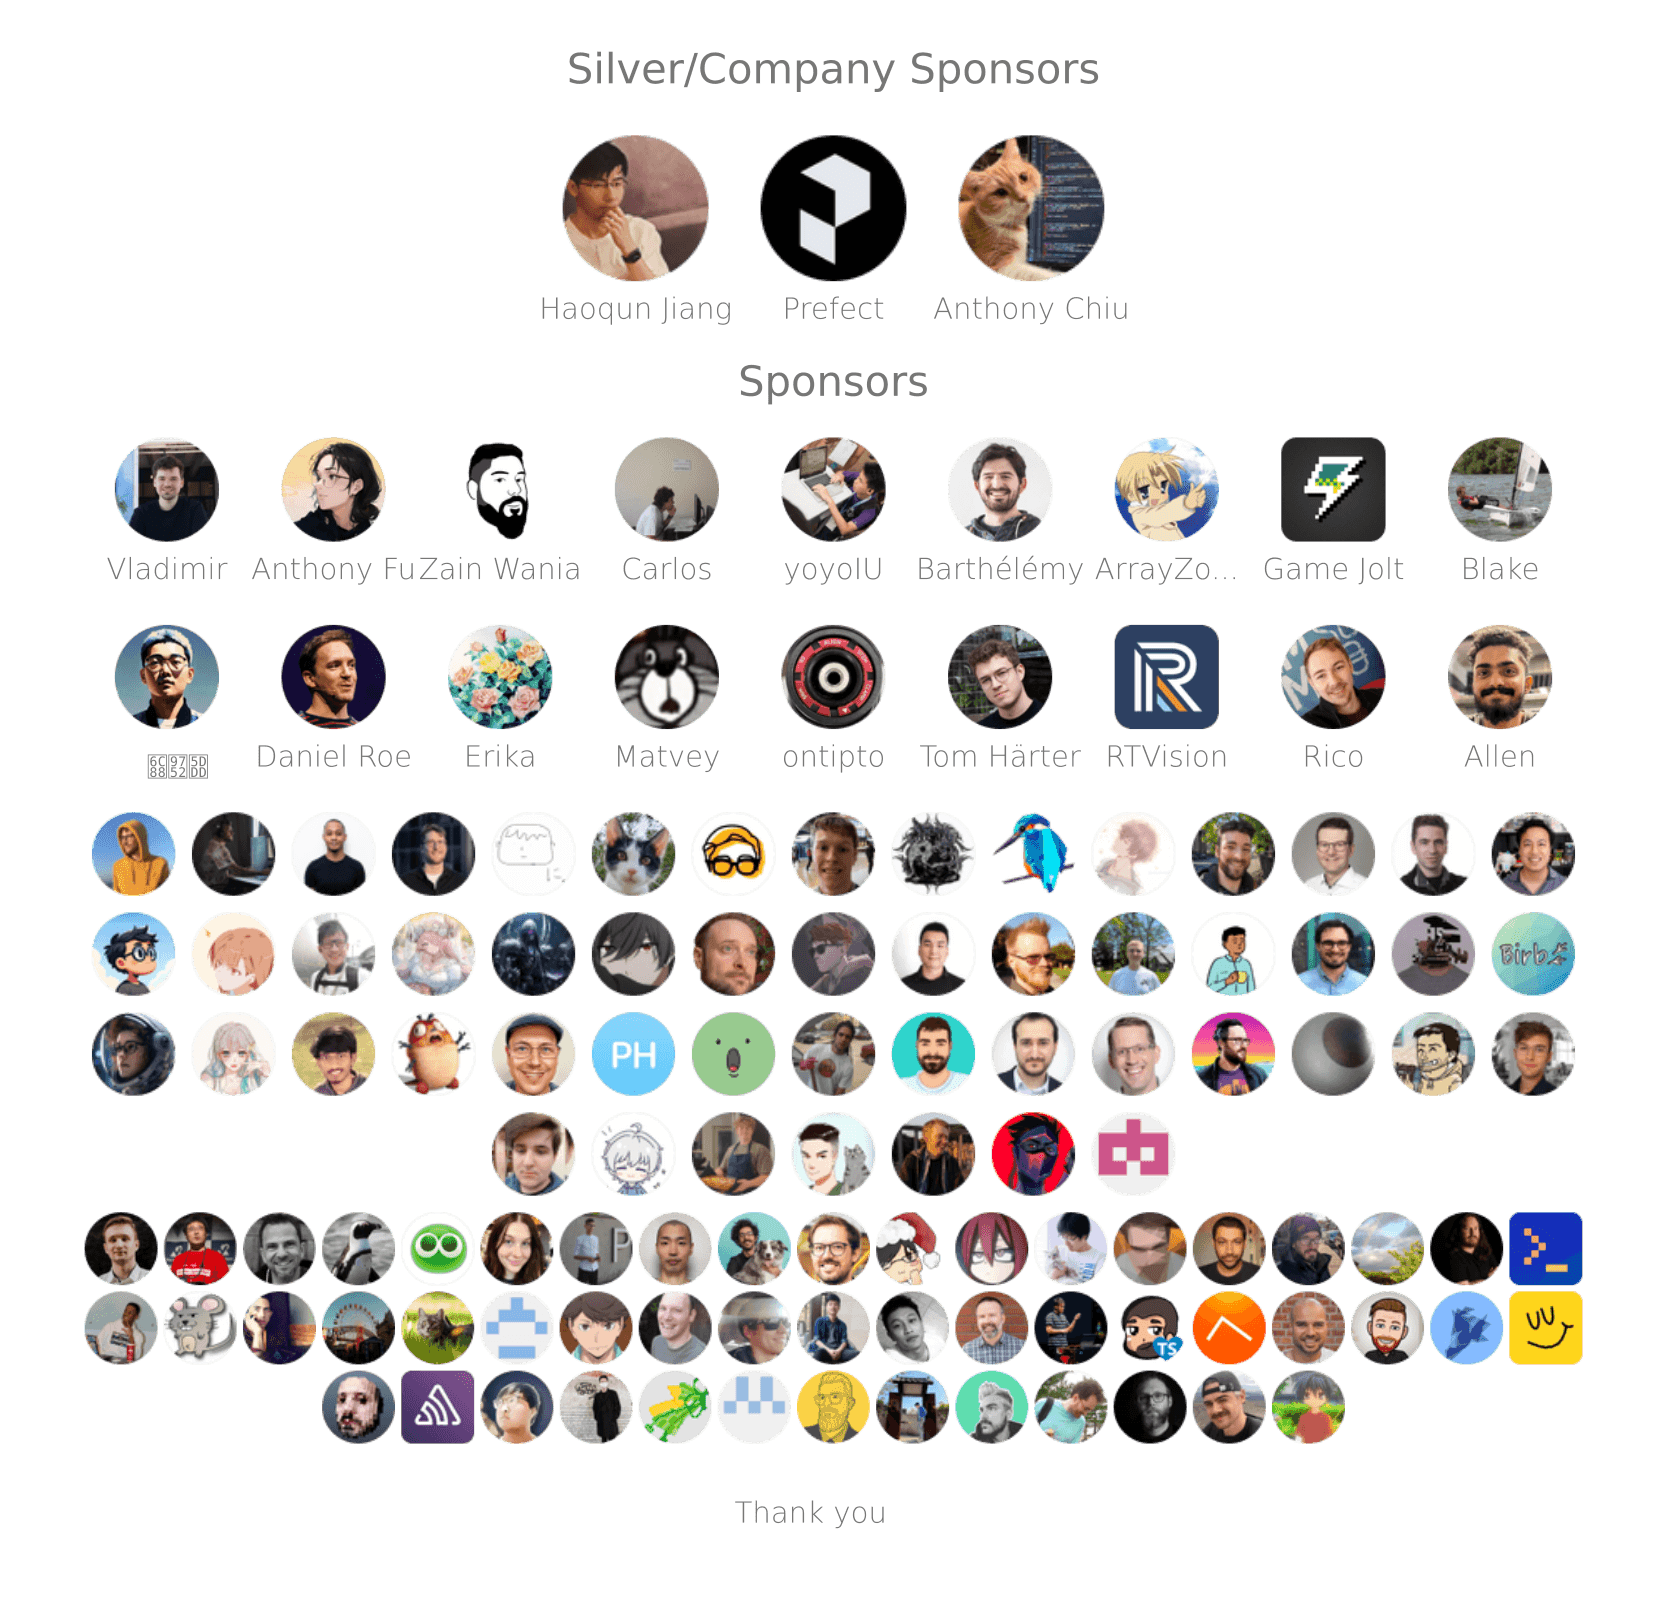 Silver/Company Sponsors
Haoqun Jiang Prefect Anthony Chiu
Sponsors
Vladimir Anthony Fu Zain Wania Carlos yoyoIU Barthélémy ArrayZo... Game Jolt Blake
Daniel Roe Erika Matvey ontipto Tom Härter RTVision Rico Allen
Birb
PH
TS
Thank you